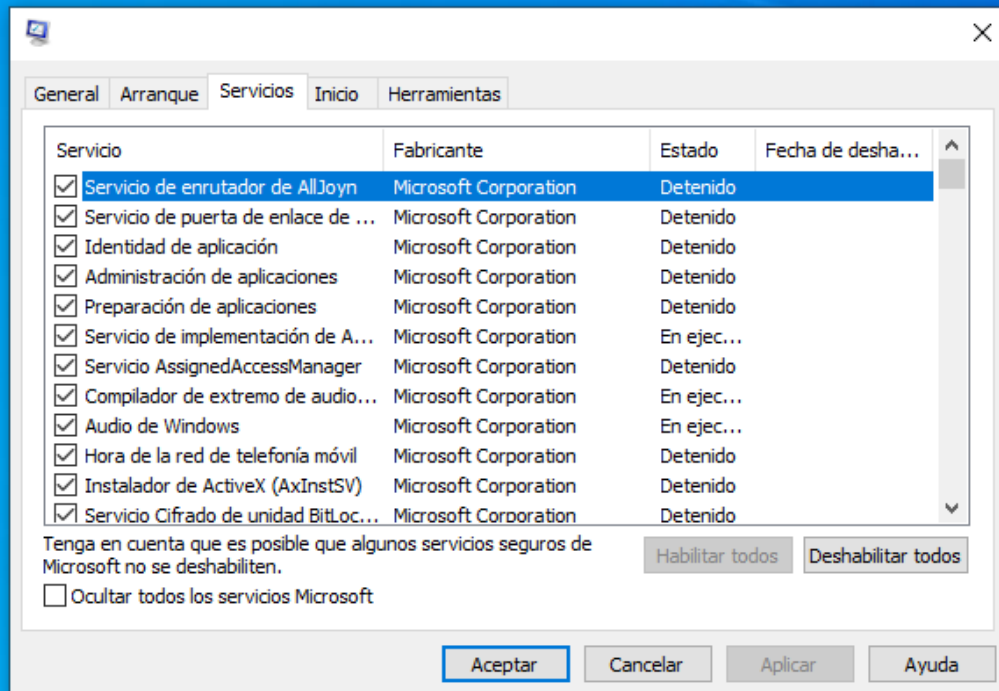 General Arranque Servicios Inicio Herramientas
Servicio Fabricante Estado Fecha de desha...
Servicio de enrutador de AllJoyn Microsoft Corporation Detenido
Servicio de puerta de enlace de ... Microsoft Corporation Detenido
Identidad de aplicación Microsoft Corporation Detenido
Administración de aplicaciones Microsoft Corporation Detenido
Preparación de aplicaciones Microsoft Corporation Detenido
Servicio de implementación de A... Microsoft Corporation En ejec...
Servicio AssignedAccessManager Microsoft Corporation Detenido
Compilador de extremo de audio... Microsoft Corporation En ejec...
Audio de Windows Microsoft Corporation En ejec...
Hora de la red de telefonía móvil Microsoft Corporation Detenido
Instalador de ActiveX (AxInstSV) Microsoft Corporation Detenido
Servicio Cifrado de unidad BitLoc... Microsoft Corporation Detenido
Tenga en cuenta que es posible que algunos servicios seguros de
Microsoft no se deshabiliten.
Habilitar todos Deshabilitar todos
Ocultar todos los servicios Microsoft
Aceptar Cancelar Aplicar Ayuda